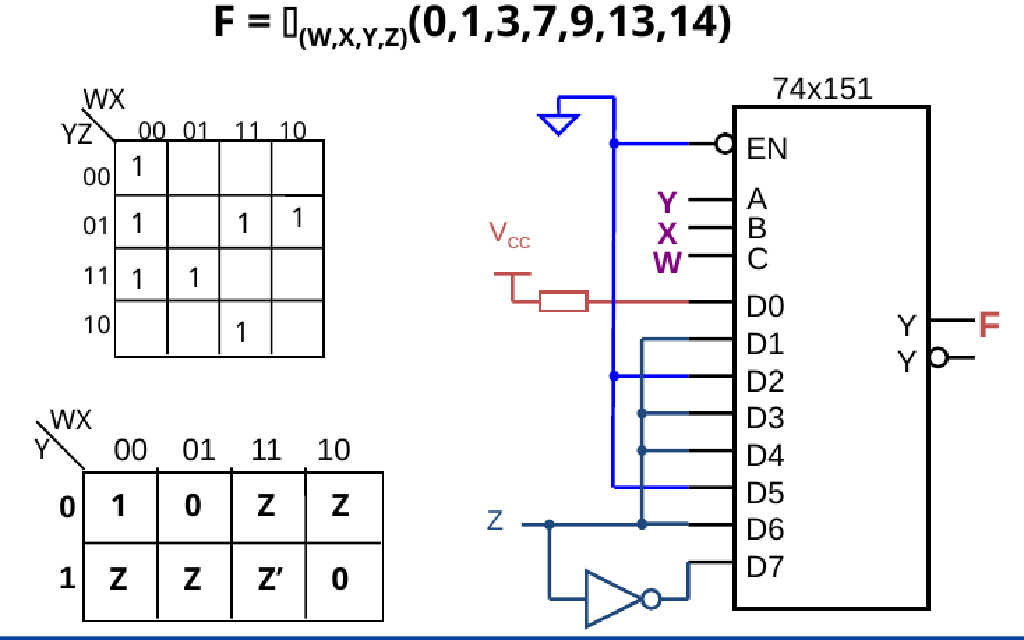 F = ▯(W,X,Y,Z)(0,1,3,7,9,13,14)
WX
YZ
00 01 11 10
00 1
01 1 1 1
11 1 1
10 1
WX
Y
00 01 11 10
0 1 0 Z Z
1 Z Z Z′ 0
74x151
EN
Y A
X B
W C
VCC
D0
D1
D2
D3
D4
D5
Z D6
D7
Y F
Y